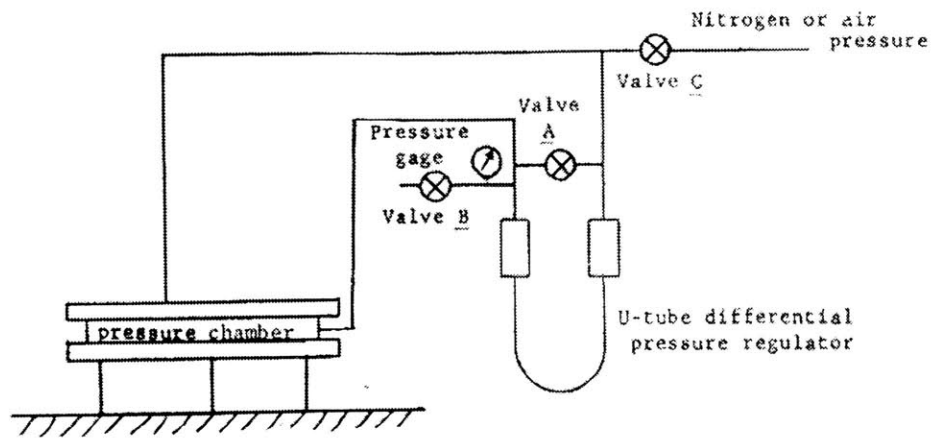 Nitrogen or air
pressure
Valve C
Valve
A
Pressure
gage
Valve B
pressure chamber
U-tube differential
pressure regulator